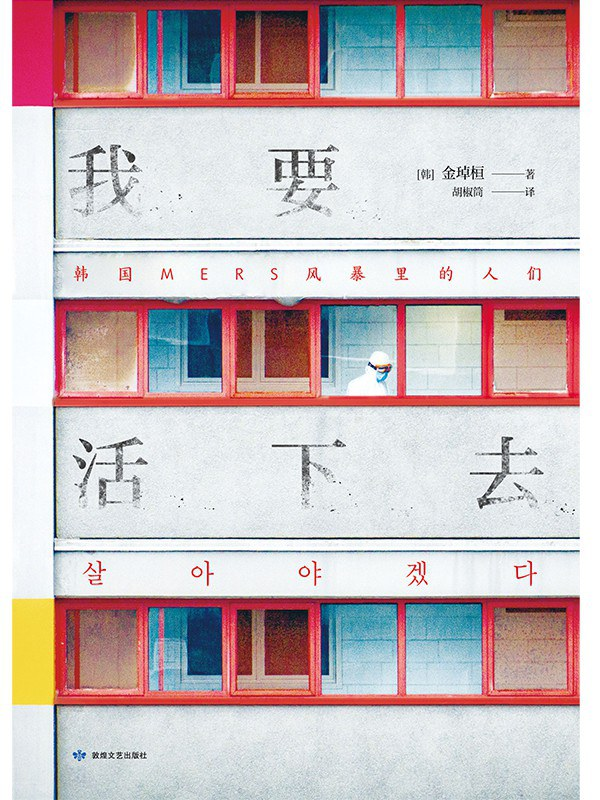 我要
[韩] 金琸桓——著
胡椒筒——译
韩国MERS风暴里的人们
活下去
살아야겠다
敦煌文艺出版社